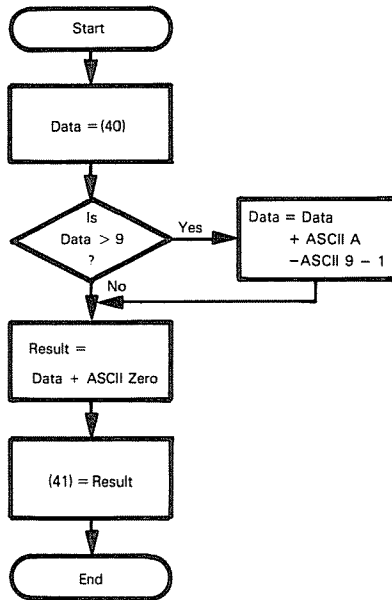 Start
Data = (40)
Is
Data > 9
?
Yes
Data = Data
+ ASCII A
−ASCII 9 − 1
No
Result =
Data + ASCII Zero
(41) = Result
End